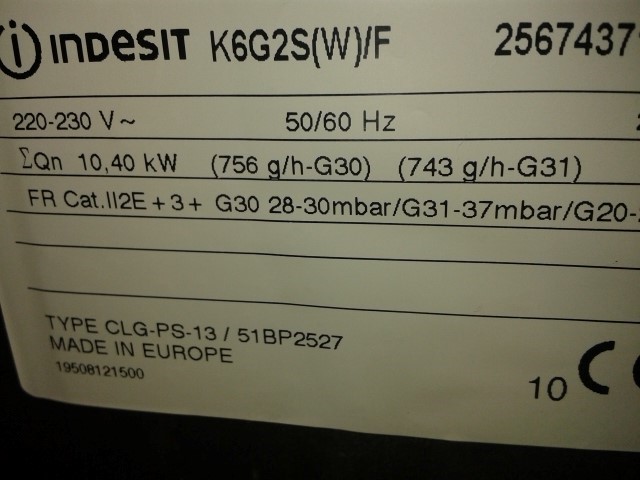 i indesit K6G2S(W)/F 2567437
220-230 V ~ 50/60 Hz
ΣQn 10,40 kW (756 g/h-G30) (743 g/h-G31)
FR Cat.II2E + 3 + G30 28-30mbar/G31-37mbar/G20-
TYPE CLG-PS-13 / 51BP2527
MADE IN EUROPE
19508121500
10 CE